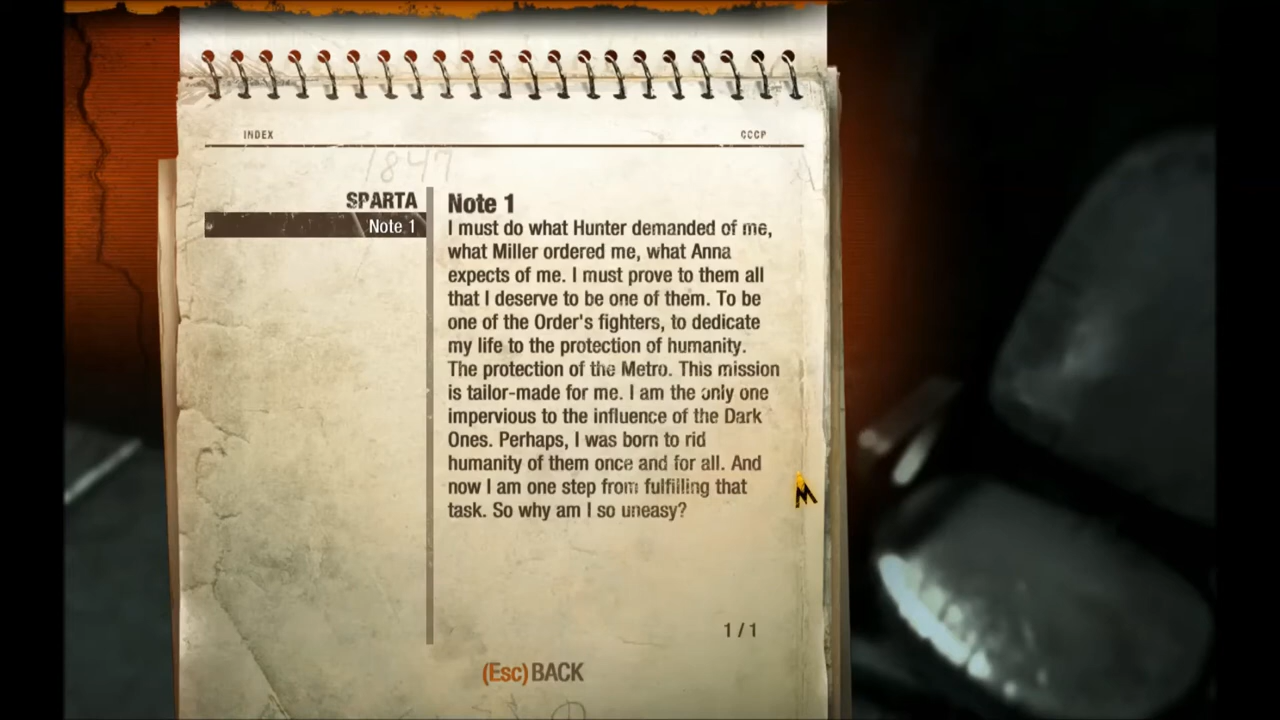 INDEX
CCCP
1847
SPARTA
Note 1
Note 1
I must do what Hunter demanded of me,
what Miller ordered me, what Anna
expects of me. I must prove to them all
that I deserve to be one of them. To be
one of the Order's fighters, to dedicate
my life to the protection of humanity.
The protection of the Metro. This mission
is tailor-made for me. I am the only one
impervious to the influence of the Dark
Ones. Perhaps, I was born to rid
humanity of them once and for all. And
now I am one step from fulfilling that
task. So why am I so uneasy?
1 / 1
(Esc) BACK